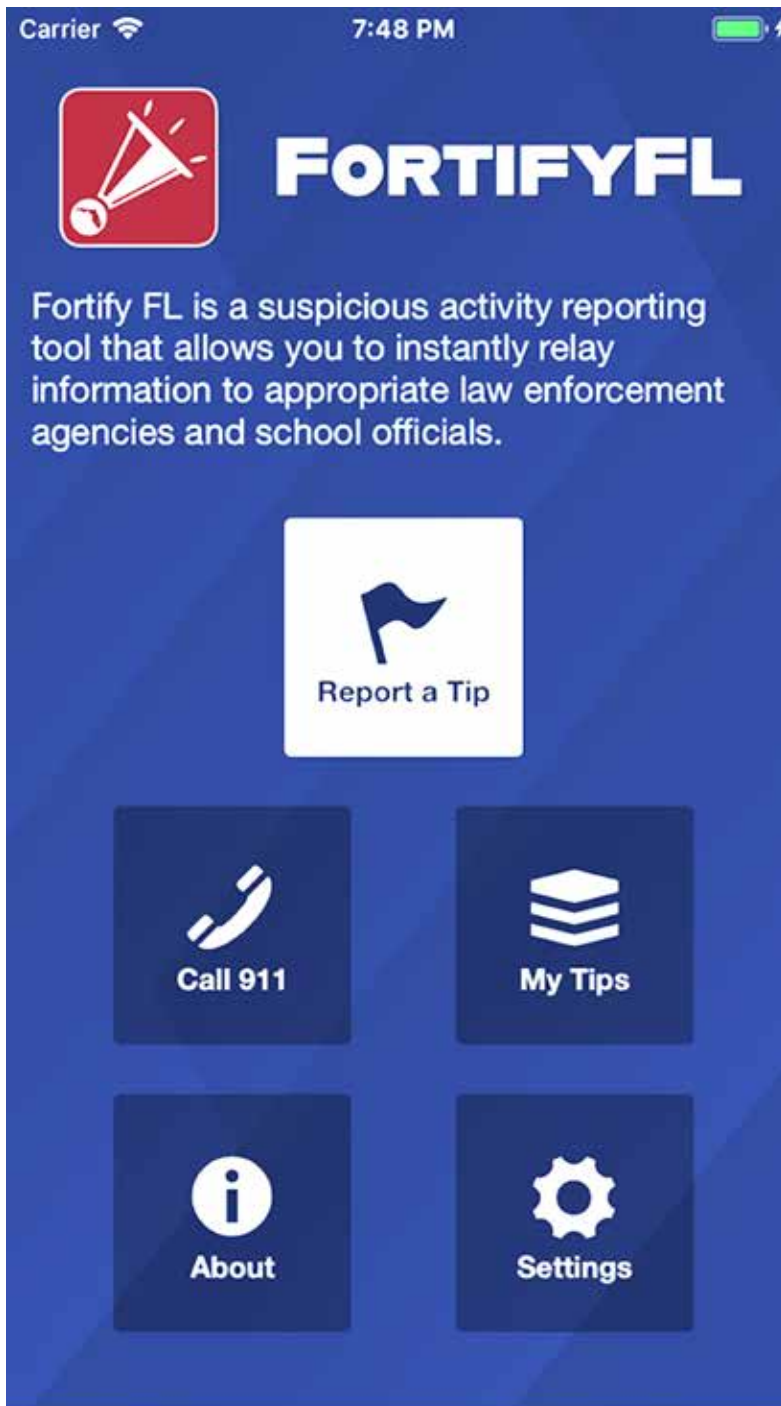 Carrier 7:48 PM
FORTIFYFL
Fortify FL is a suspicious activity reporting
tool that allows you to instantly relay
information to appropriate law enforcement
agencies and school officials.
Report a Tip
Call 911
My Tips
About
Settings